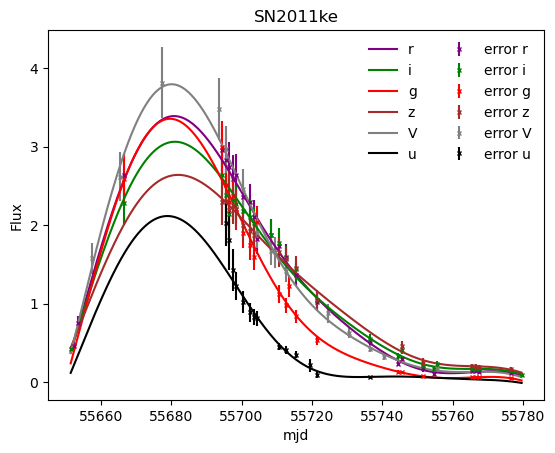 SN2011ke
r error r
i error i
g error g
z error z
V error V
u error u
Flux
4
3
2
1
0
55660 55680 55700 55720 55740 55760 55780
mjd